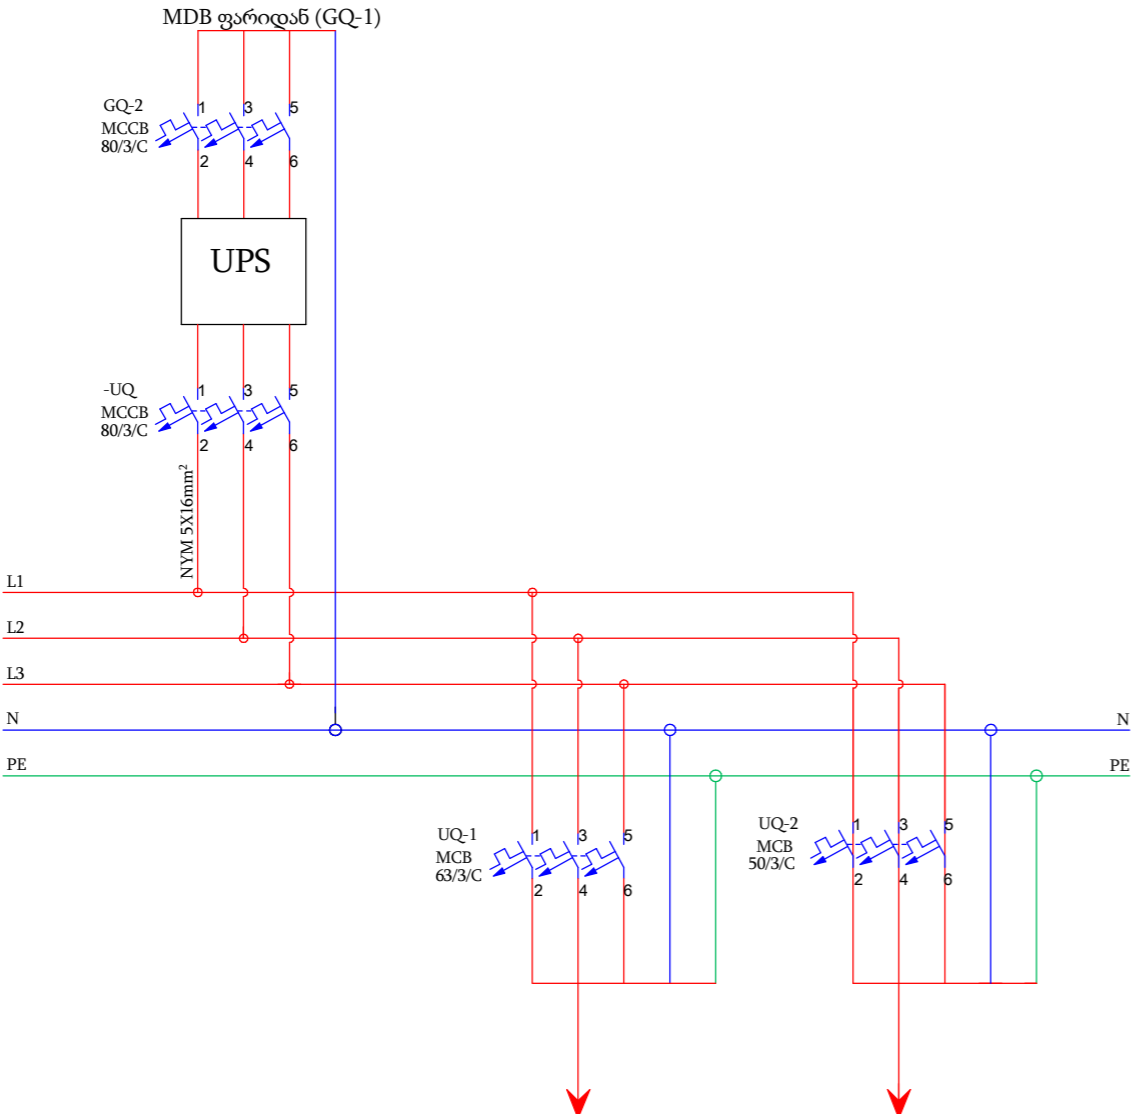 MDB ფარიდან (GQ-1)
GQ-2
MCCB
80/3/C
1 3 5
2 4 6
UPS
-UQ
MCCB
80/3/C
1 3 5
2 4 6
NYM 5X16mm²
L1
L2
L3
N N
PE PE
UQ-1
MCB
63/3/C
1 3 5
2 4 6
UQ-2
MCB
50/3/C
1 3 5
2 4 6